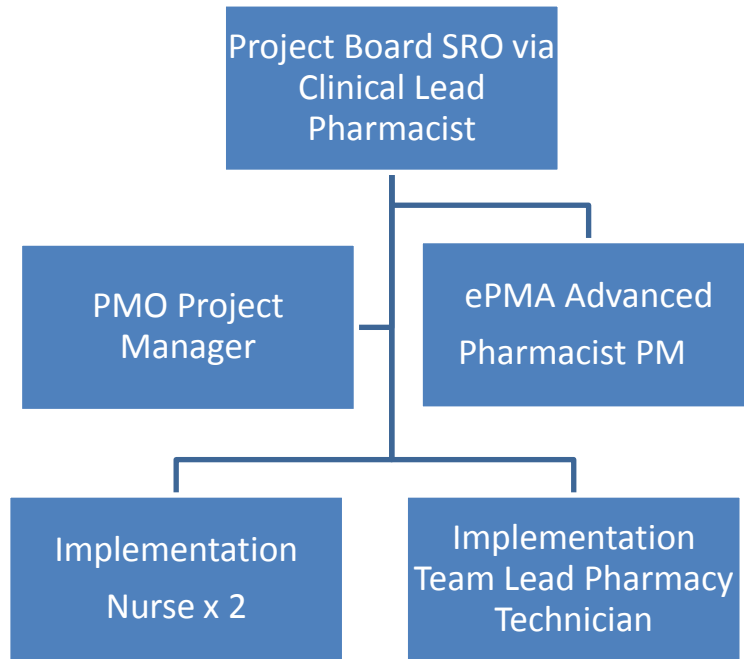 Project Board SRO via
Clinical Lead
Pharmacist
PMO Project
Manager
ePMA Advanced
Pharmacist PM
Implementation
Nurse x 2
Implementation
Team Lead Pharmacy
Technician